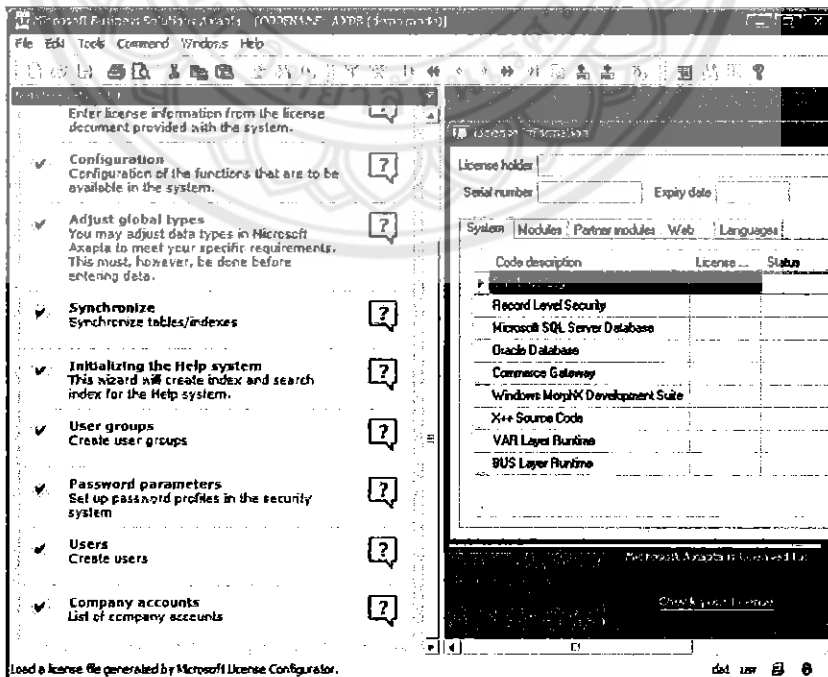 Microsoft Business Solutions Axapta [demo mode]
File Edit Tools Command Windows Help
Enter license information from the license
document provided with the system.
Configuration
Configuration of the functions that are to be
available in the system.
Adjust global types
You may adjust data types in Microsoft
Axapta to meet your specific requirements.
This must, however, be done before
entering data.
Synchronize
Synchronize tables/indexes
Initializing the Help system
This wizard will create index and search
index for the Help system.
User groups
Create user groups
Password parameters
Set up password profiles in the security
system
Users
Create users
Company accounts
List of company accounts
License information
License holder
Serial number Expiry date
System Modules Partner modules Web Languages
Code description License ... Status
Record Level Security
Microsoft SQL Server Database
Oracle Database
Commerce Gateway
Windows MorphX Development Suite
X++ Source Code
VAR Layer Runtime
BUS Layer Runtime
Microsoft Axapta is licensed to:
Check your license
Load a license file generated by Microsoft License Configurator.
dat usr